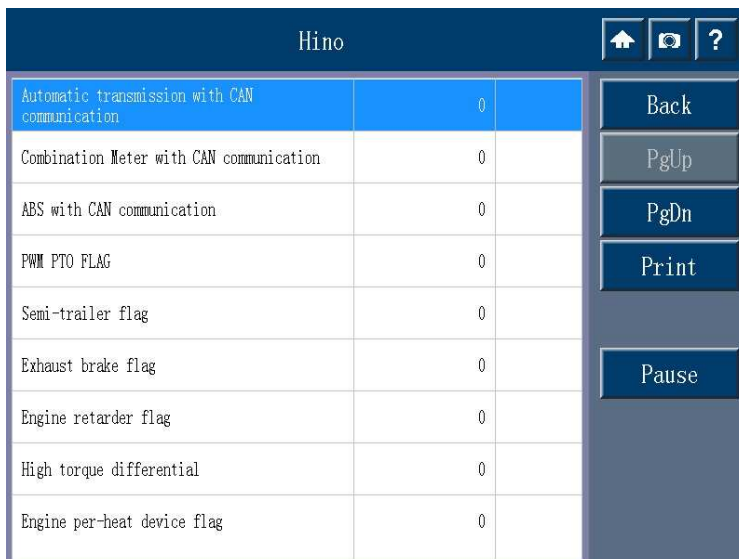 Hino
?
Automatic transmission with CAN
communication
0
Combination Meter with CAN communication
0
ABS with CAN communication
0
PWM PTO FLAG
0
Semi-trailer flag
0
Exhaust brake flag
0
Engine retarder flag
0
High torque differential
0
Engine per-heat device flag
0
Back
PgUp
PgDn
Print
Pause